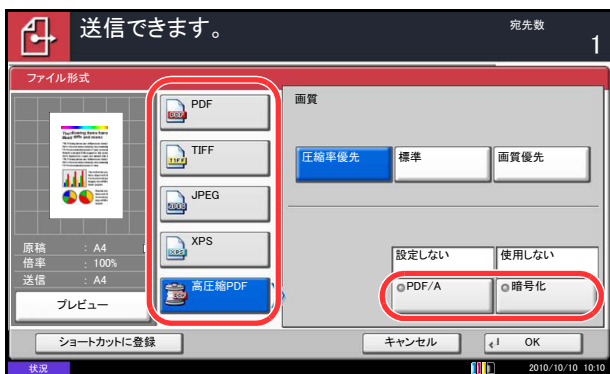 送信できます。
宛先数
1
ファイル形式
PDF
TIFF
JPEG
XPS
高圧縮PDF
画質
圧縮率優先
標準
画質優先
設定しない
使用しない
PDF/A
暗号化
原稿 : A4
倍率 : 100%
送信 : A4
プレビュー
ショートカットに登録
キャンセル
OK
状況
2010/10/10 10:10